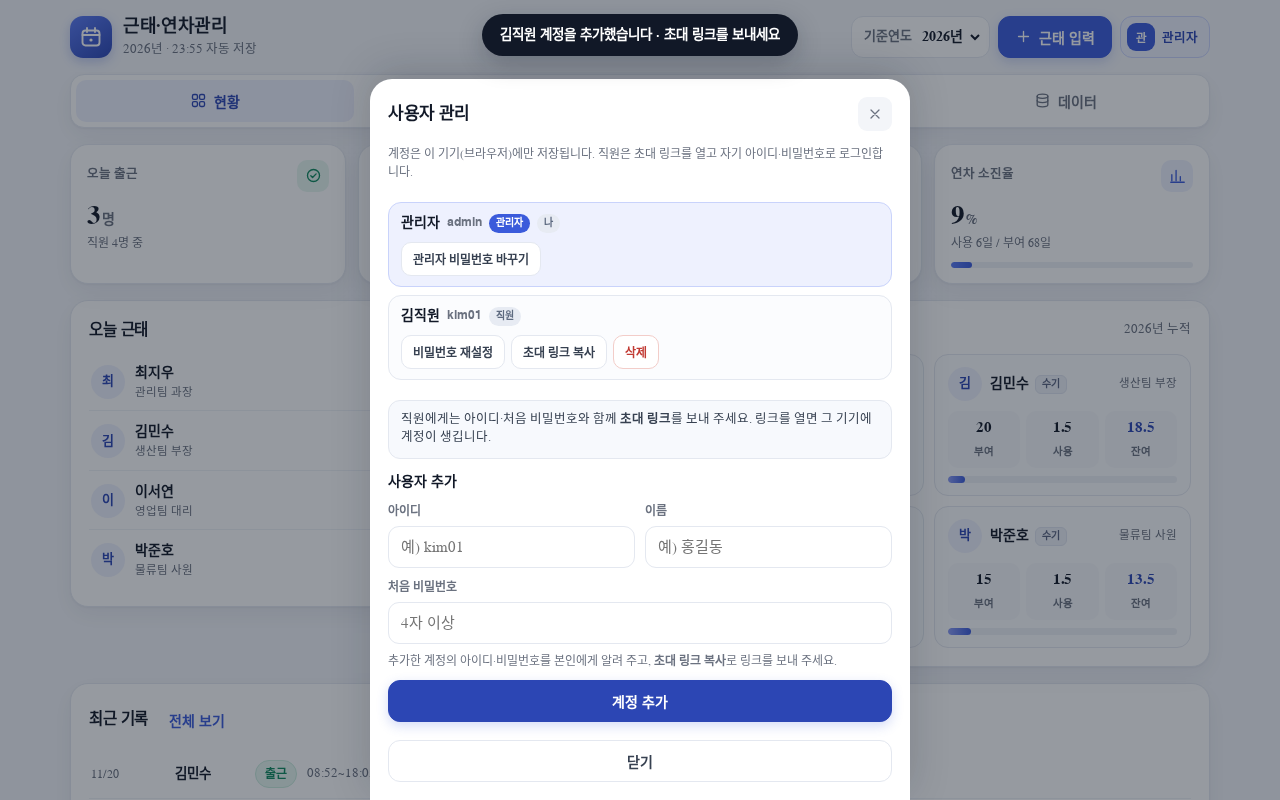 근태·연차관리
2026년 · 23:55 자동 저장
김직원 계정을 추가했습니다 · 초대 링크를 보내세요
기준연도 2026년
근태 입력
관 관리자
현황
데이터
오늘 출근
3명
직원 4명 중
연차 소진율
9%
사용 6일 / 부여 68일
사용자 관리
계정은 이 기기(브라우저)에만 저장됩니다. 직원은 초대 링크를 열고 자기 아이디·비밀번호로 로그인합
니다.
관리자 admin 관리자 나
관리자 비밀번호 바꾸기
김직원 kim01 직원
비밀번호 재설정 초대 링크 복사 삭제
직원에게는 아이디·처음 비밀번호와 함께 초대 링크를 보내 주세요. 링크를 열면 그 기기에
계정이 생깁니다.
사용자 추가
아이디 이름
예) kim01 예) 홍길동
처음 비밀번호
4자 이상
추가한 계정의 아이디·비밀번호를 본인에게 알려 주고, 초대 링크 복사로 링크를 보내 주세요.
계정 추가
닫기
오늘 근태
최 최지우
관리팀 과장
김 김민수
생산팀 부장
이 이서연
영업팀 대리
박 박준호
물류팀 사원
2026년 누적
김 김민수 수기 생산팀 부장
20 1.5 18.5
부여 사용 잔여
박 박준호 수기 물류팀 사원
15 1.5 13.5
부여 사용 잔여
최근 기록 전체 보기
11/20 김민수 출근 08:52~18:0